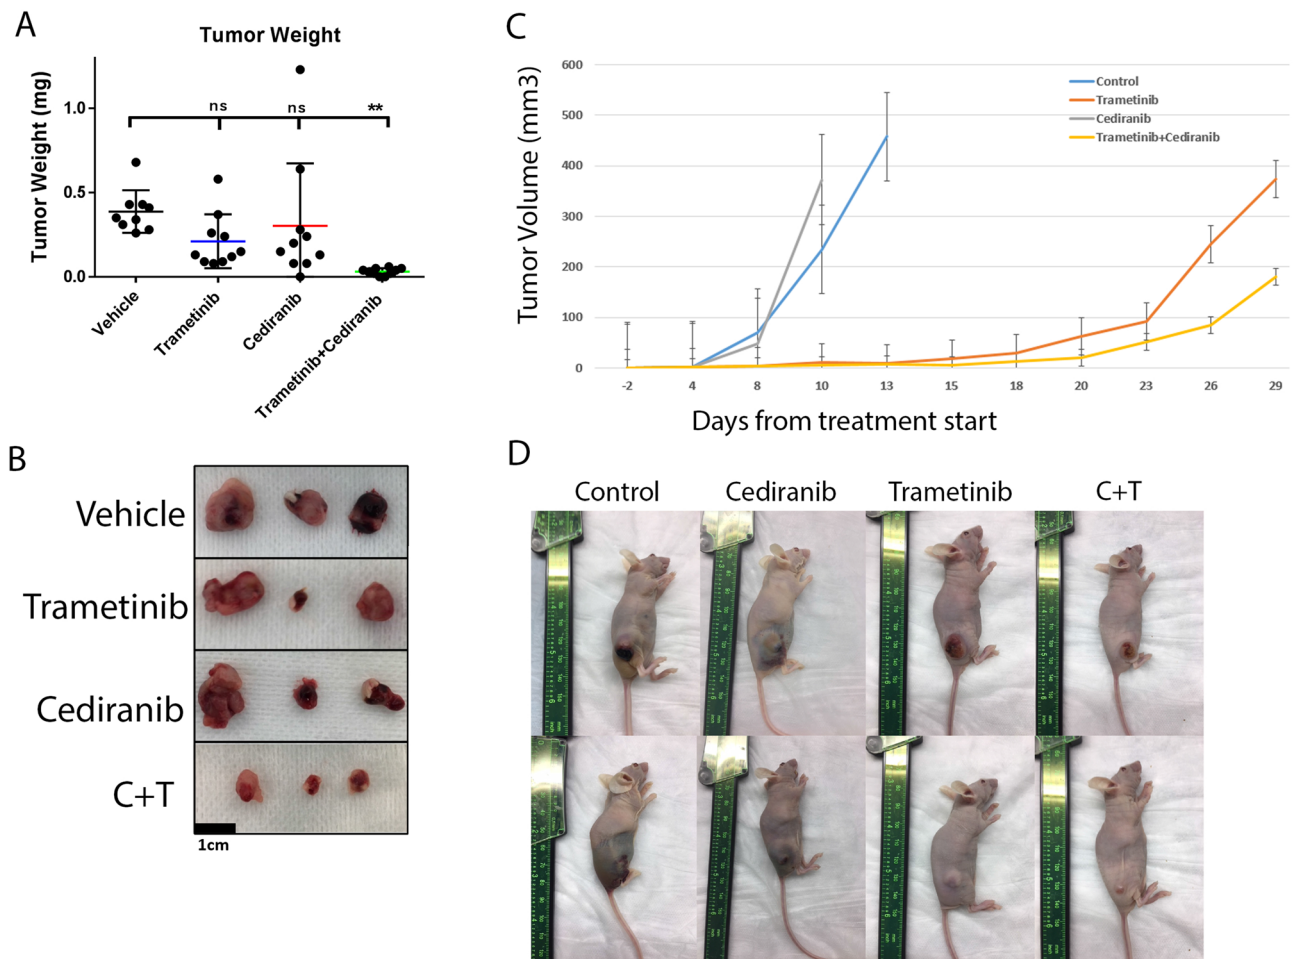 A
Tumor Weight
Tumor Weight (mg)
1.0
0.5
0.0
ns
ns
**
Vehicle
Trametinib
Cediranib
Trametinib+Cediranib
C
Tumor Volume (mm3)
600
500
400
300
200
100
0
Control
Trametinib
Cediranib
Trametinib+Cediranib
-2 4 8 10 13 15 18 20 23 26 29
Days from treatment start
B
Vehicle
Trametinib
Cediranib
C+T
1cm
D
Control Cediranib Trametinib C+T